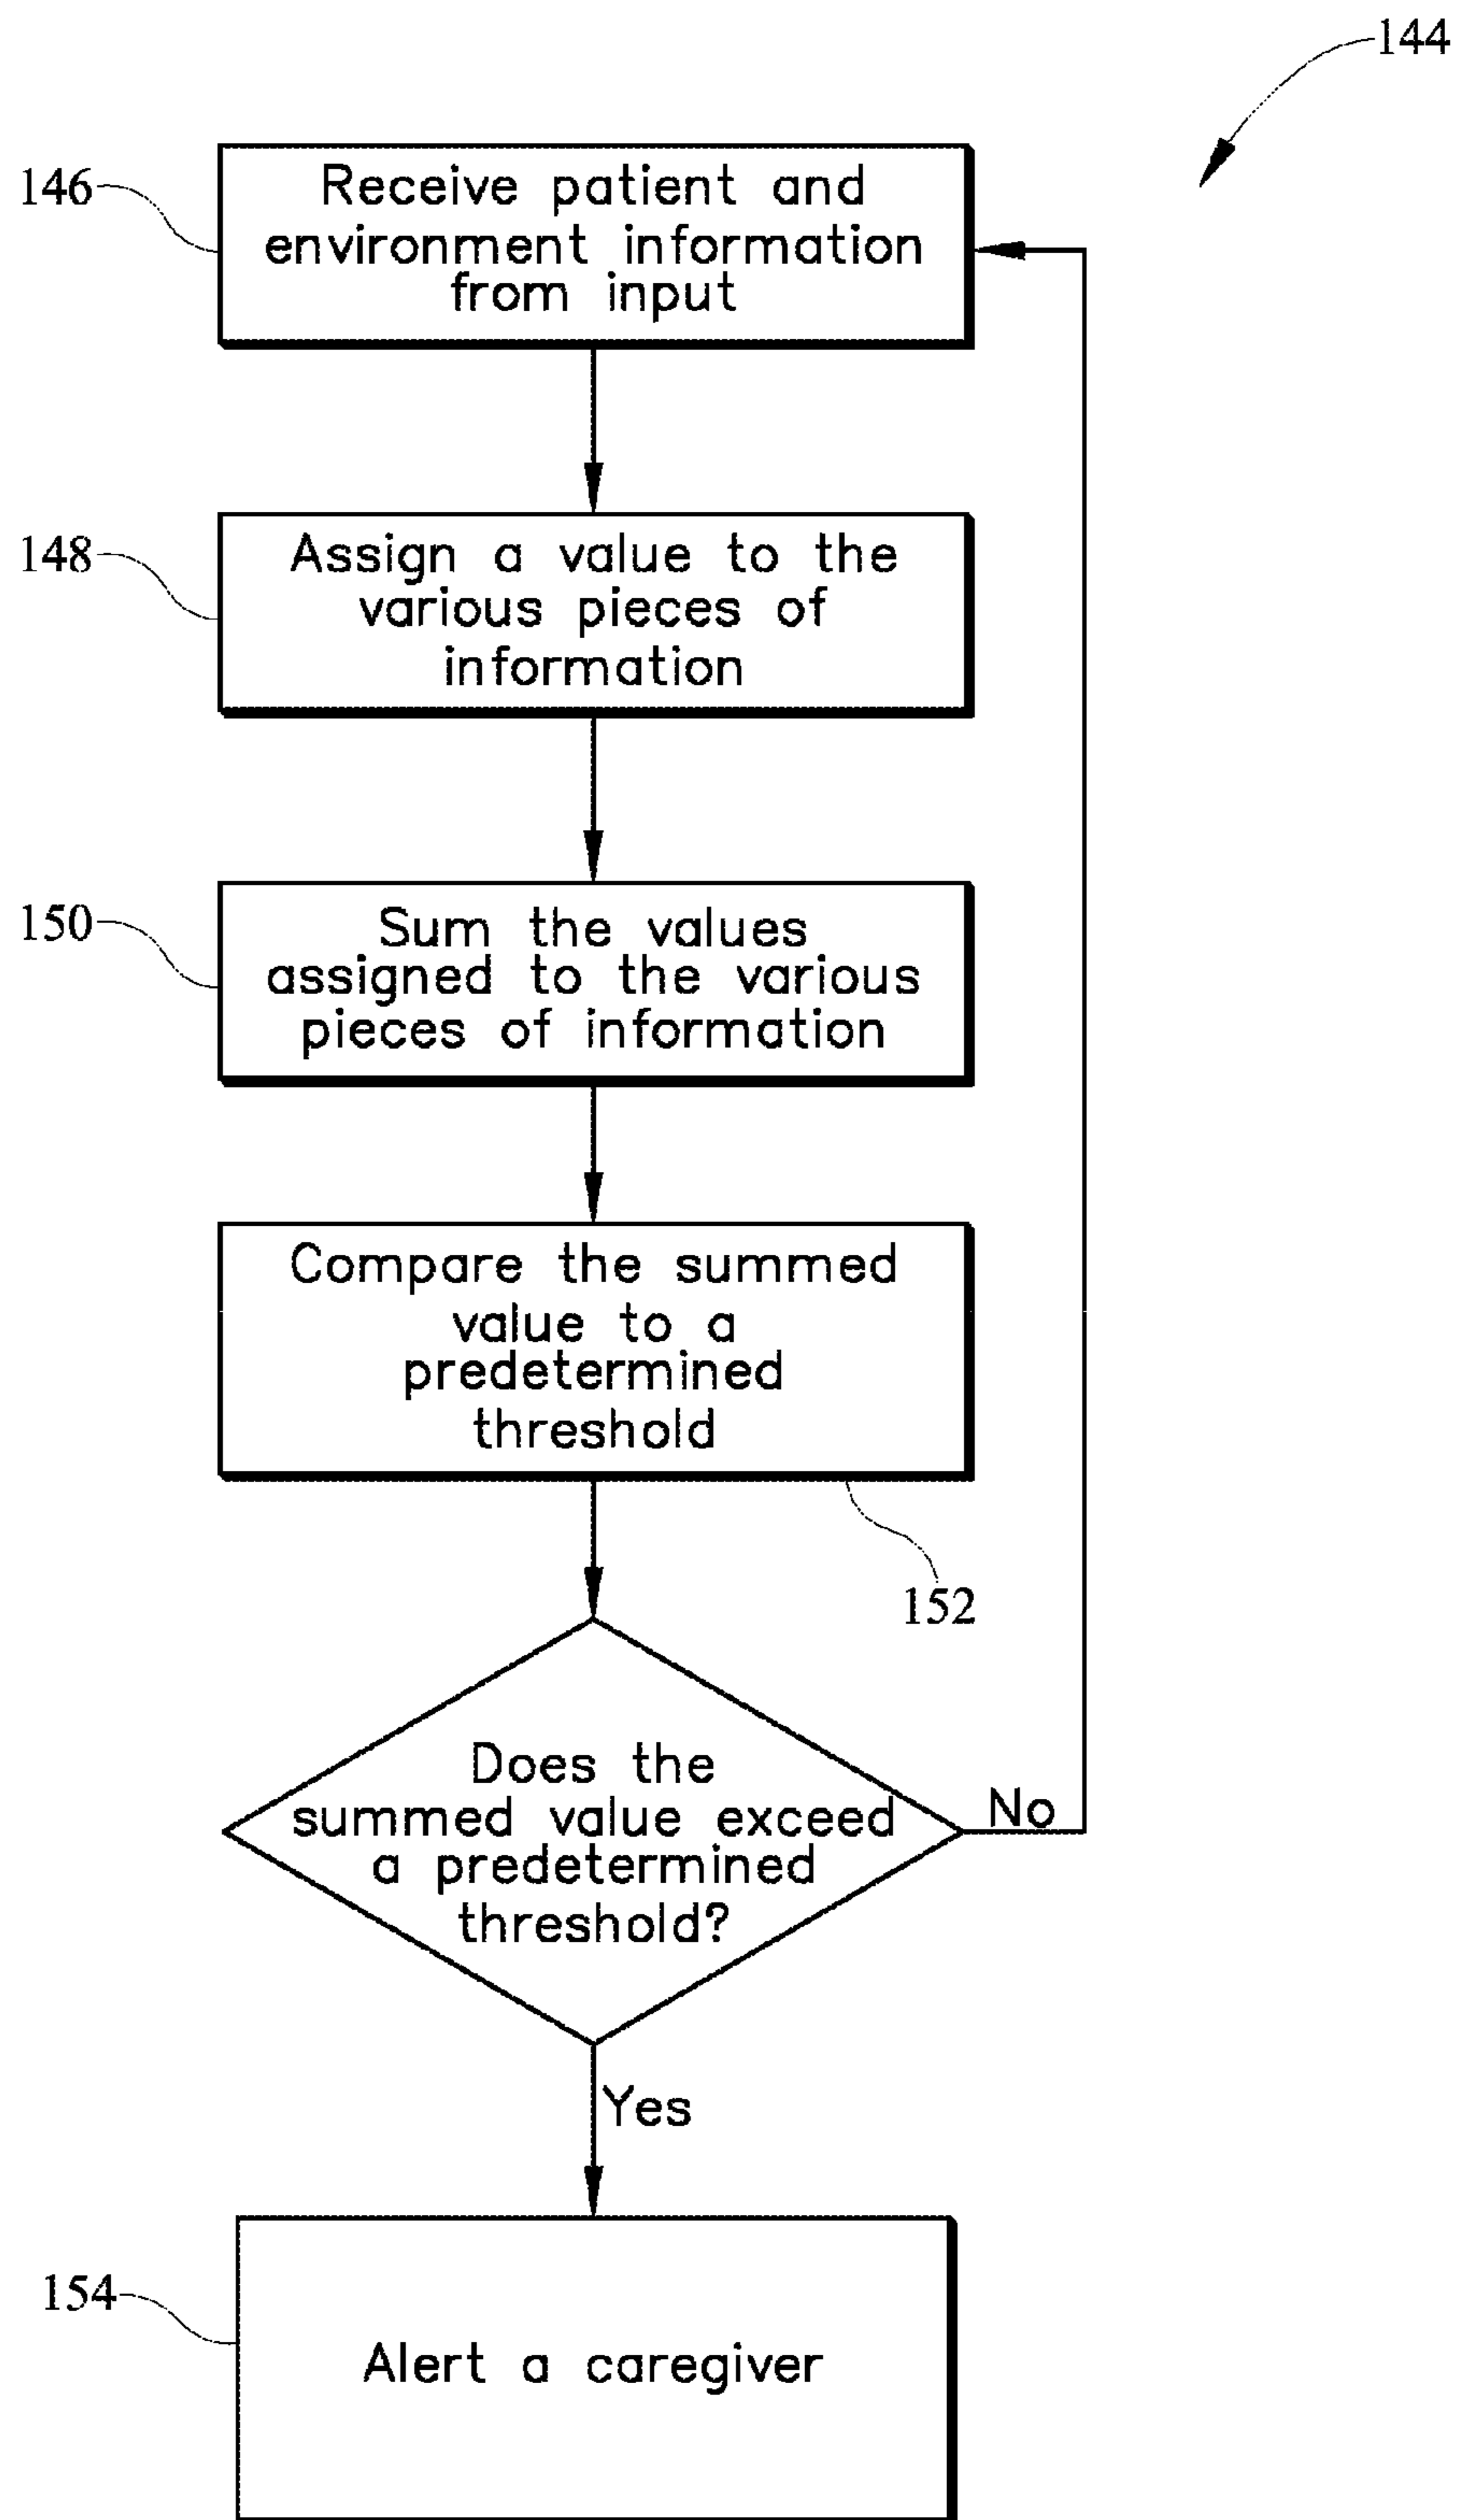 144
146
Receive patient and
environment information
from input
148
Assign a value to the
various pieces of
information
150
Sum the values
assigned to the various
pieces of information
Compare the summed
value to a
predetermined
threshold
152
Does the
summed value exceed
a predetermined
threshold?
No
Yes
154
Alert a caregiver